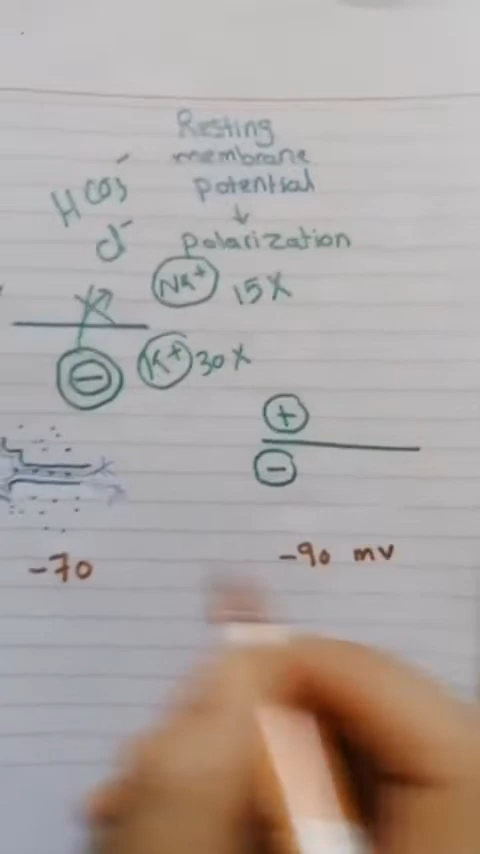 Resting
membrane
potential
↓
polarization
HCO3-
Cl-
Na+ 15X
K+ 30X
-
+
-
-70
-90 mv